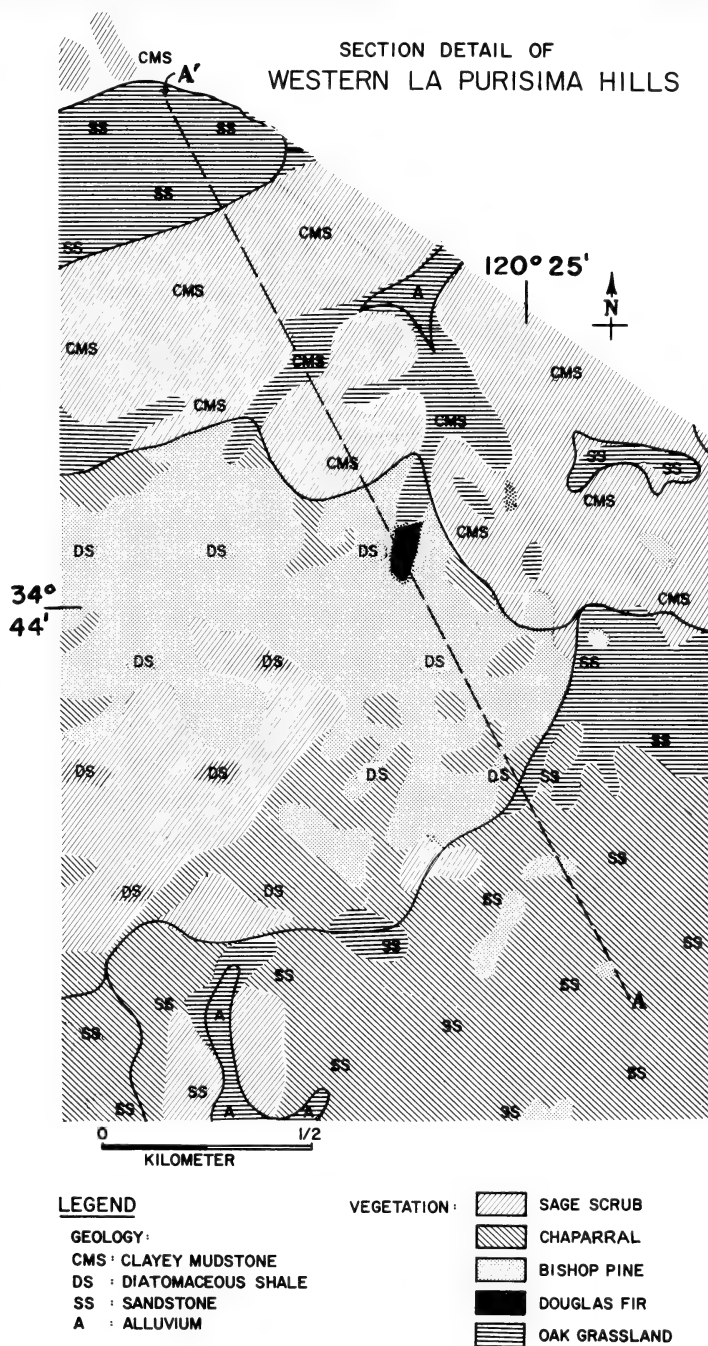 SECTION DETAIL OF
WESTERN LA PURISIMA HILLS
CMS
A'
SS SS
SS
SS
CMS
120° 25'
CMS
A
N
CMS
CMS
CMS
CMS
CMS
CMS
SS
SS
CMS
CMS
CMS
DS DS DS
34°
44'
CMS
DS DS DS SS
SS
DS DS DS DS SS
SS
DS DS SS
SS SS
SS
SS SS SS A
A
SS SS
SS SS
SS A A SS
0 1/2
KILOMETER
LEGEND
GEOLOGY:
CMS : CLAYEY MUDSTONE
DS : DIATOMACEOUS SHALE
SS : SANDSTONE
A : ALLUVIUM
VEGETATION:
SAGE SCRUB
CHAPARRAL
BISHOP PINE
DOUGLAS FIR
OAK GRASSLAND